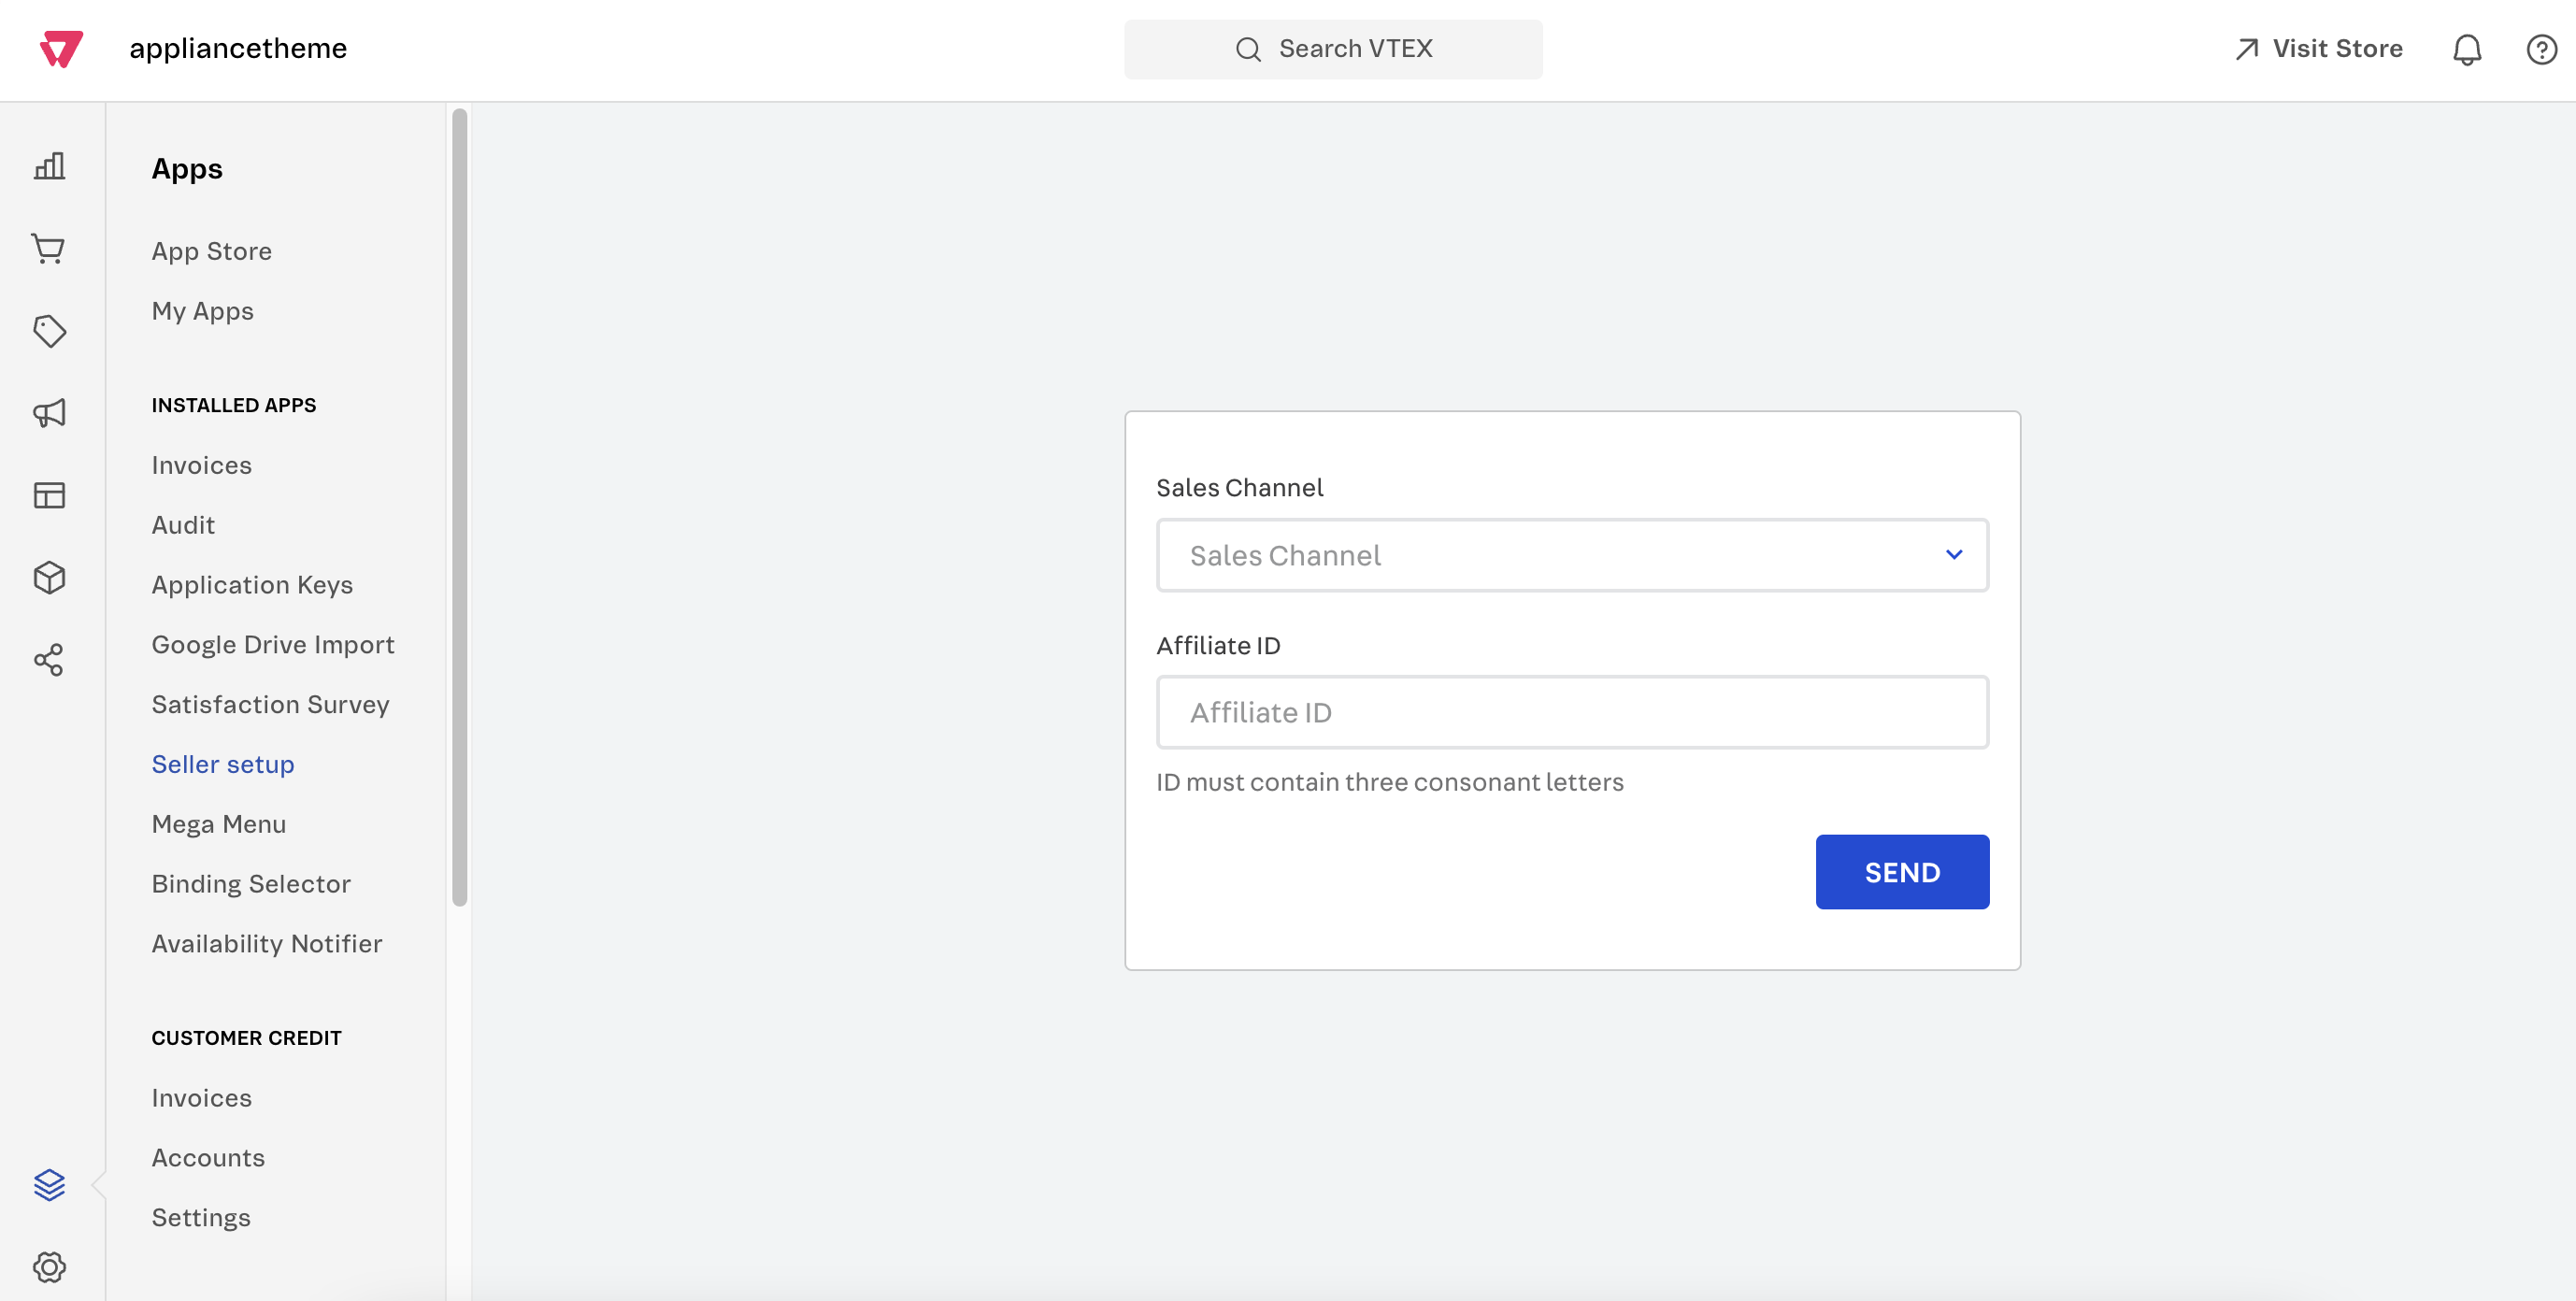 appliancetheme
Search VTEX
Visit Store
Apps
App Store
My Apps
INSTALLED APPS
Invoices
Audit
Application Keys
Google Drive Import
Satisfaction Survey
Seller setup
Mega Menu
Binding Selector
Availability Notifier
CUSTOMER CREDIT
Invoices
Accounts
Settings
Sales Channel
Sales Channel
Affiliate ID
Affiliate ID
ID must contain three consonant letters
SEND